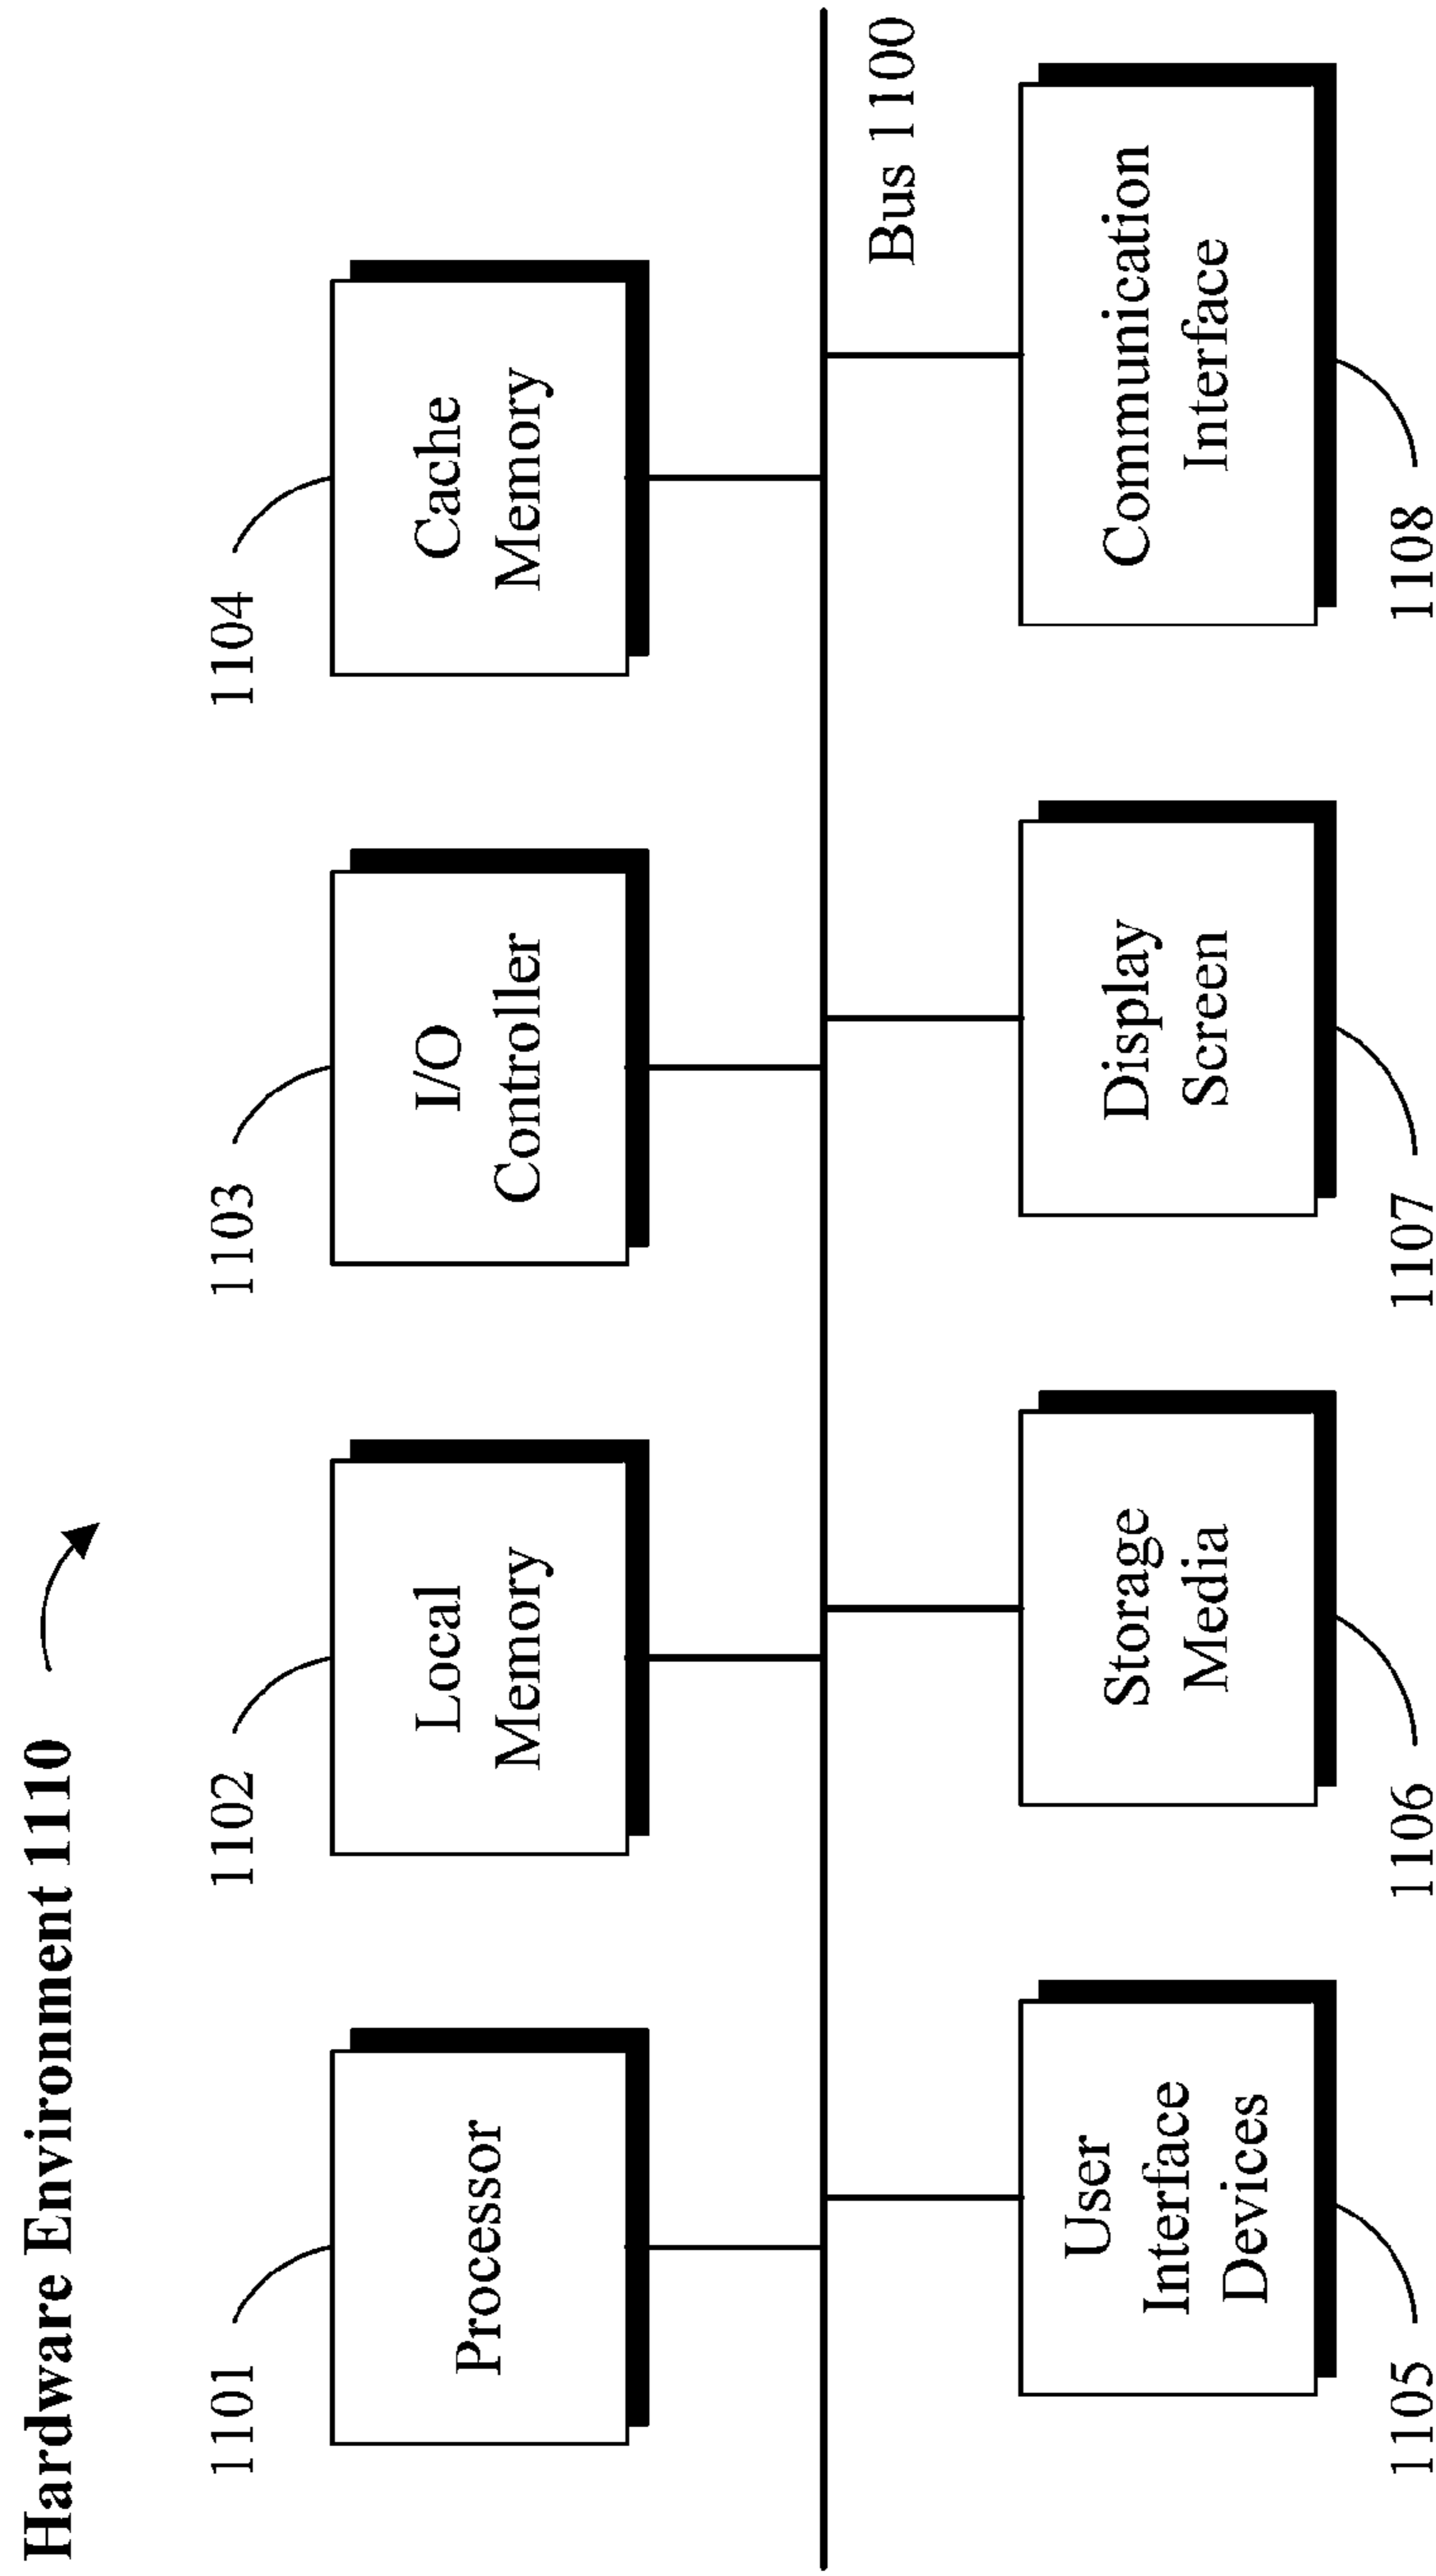 Hardware Environment 1110
1101
Processor
1102
Local
Memory
1103
I/O
Controller
1104
Cache
Memory
Bus 1100
User
Interface
Devices
1105
Storage
Media
1106
Display
Screen
1107
Communication
Interface
1108